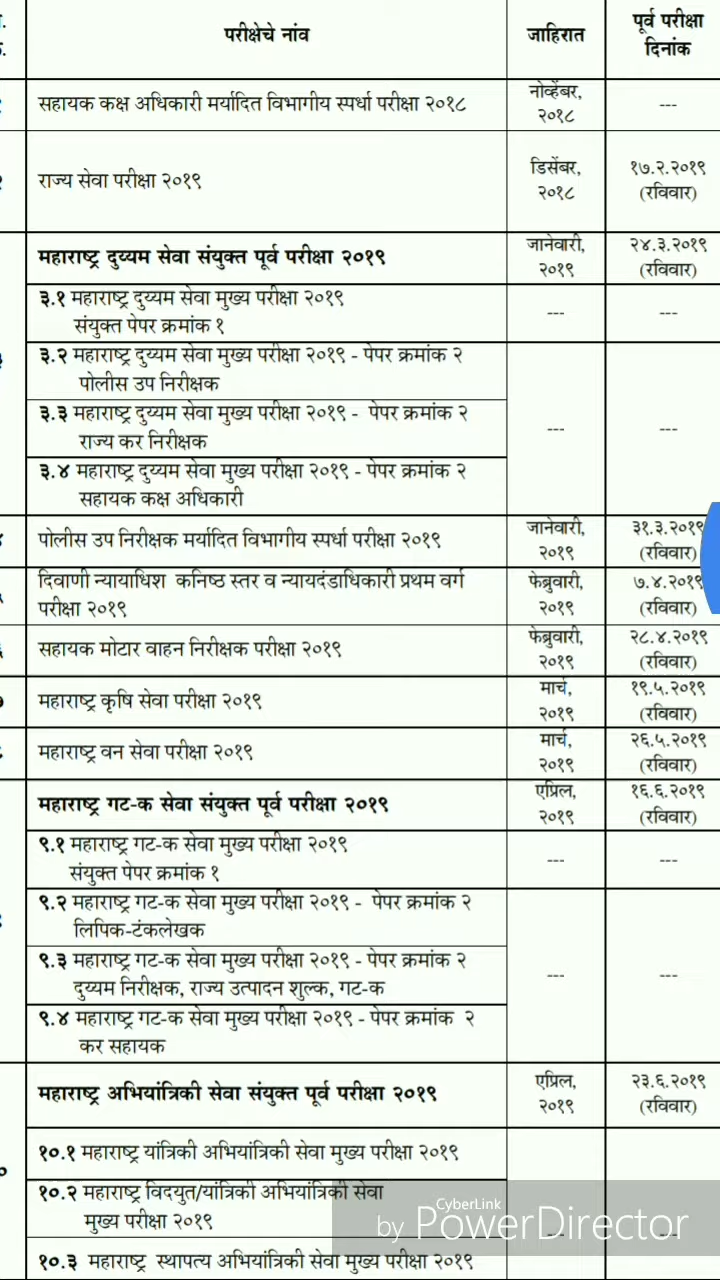 परीक्षेचे नांव
जाहिरात
पूर्व परीक्षा
दिनांक
सहायक कक्ष अधिकारी मर्यादित विभागीय स्पर्धा परीक्षा २०१८
नोव्हेंबर,
२०१८
---
राज्य सेवा परीक्षा २०१९
डिसेंबर,
२०१८
१७.२.२०१९
(रविवार)
महाराष्ट्र दुय्यम सेवा संयुक्त पूर्व परीक्षा २०१९
जानेवारी,
२०१९
२४.३.२०१९
(रविवार)
३.१ महाराष्ट्र दुय्यम सेवा मुख्य परीक्षा २०१९
संयुक्त पेपर क्रमांक १
---
---
३.२ महाराष्ट्र दुय्यम सेवा मुख्य परीक्षा २०१९ - पेपर क्रमांक २
पोलीस उप निरीक्षक
३.३ महाराष्ट्र दुय्यम सेवा मुख्य परीक्षा २०१९ - पेपर क्रमांक २
राज्य कर निरीक्षक
---
---
३.४ महाराष्ट्र दुय्यम सेवा मुख्य परीक्षा २०१९ - पेपर क्रमांक २
सहायक कक्ष अधिकारी
पोलीस उप निरीक्षक मर्यादित विभागीय स्पर्धा परीक्षा २०१९
जानेवारी,
२०१९
३१.३.२०१९
(रविवार)
दिवाणी न्यायाधिश कनिष्ठ स्तर व न्यायदंडाधिकारी प्रथम वर्ग
परीक्षा २०१९
फेब्रुवारी,
२०१९
७.४.२०१९
(रविवार)
सहायक मोटार वाहन निरीक्षक परीक्षा २०१९
फेब्रुवारी,
२०१९
२८.४.२०१९
(रविवार)
महाराष्ट्र कृषि सेवा परीक्षा २०१९
मार्च,
२०१९
१९.५.२०१९
(रविवार)
महाराष्ट्र वन सेवा परीक्षा २०१९
मार्च,
२०१९
२६.५.२०१९
(रविवार)
महाराष्ट्र गट-क सेवा संयुक्त पूर्व परीक्षा २०१९
एप्रिल,
२०१९
१६.६.२०१९
(रविवार)
९.१ महाराष्ट्र गट-क सेवा मुख्य परीक्षा २०१९
संयुक्त पेपर क्रमांक १
---
---
९.२ महाराष्ट्र गट-क सेवा मुख्य परीक्षा २०१९ - पेपर क्रमांक २
लिपिक-टंकलेखक
९.३ महाराष्ट्र गट-क सेवा मुख्य परीक्षा २०१९ - पेपर क्रमांक २
दुय्यम निरीक्षक, राज्य उत्पादन शुल्क, गट-क
---
---
९.४ महाराष्ट्र गट-क सेवा मुख्य परीक्षा २०१९ - पेपर क्रमांक २
कर सहायक
महाराष्ट्र अभियांत्रिकी सेवा संयुक्त पूर्व परीक्षा २०१९
एप्रिल,
२०१९
२३.६.२०१९
(रविवार)
१०.१ महाराष्ट्र यांत्रिकी अभियांत्रिकी सेवा मुख्य परीक्षा २०१९
१०.२ महाराष्ट्र विदयुत/यांत्रिकी अभियांत्रिकी सेवा
मुख्य परीक्षा २०१९
CyberLink
by PowerDirector
१०.३ महाराष्ट्र स्थापत्य अभियांत्रिकी सेवा मुख्य परीक्षा २०१९